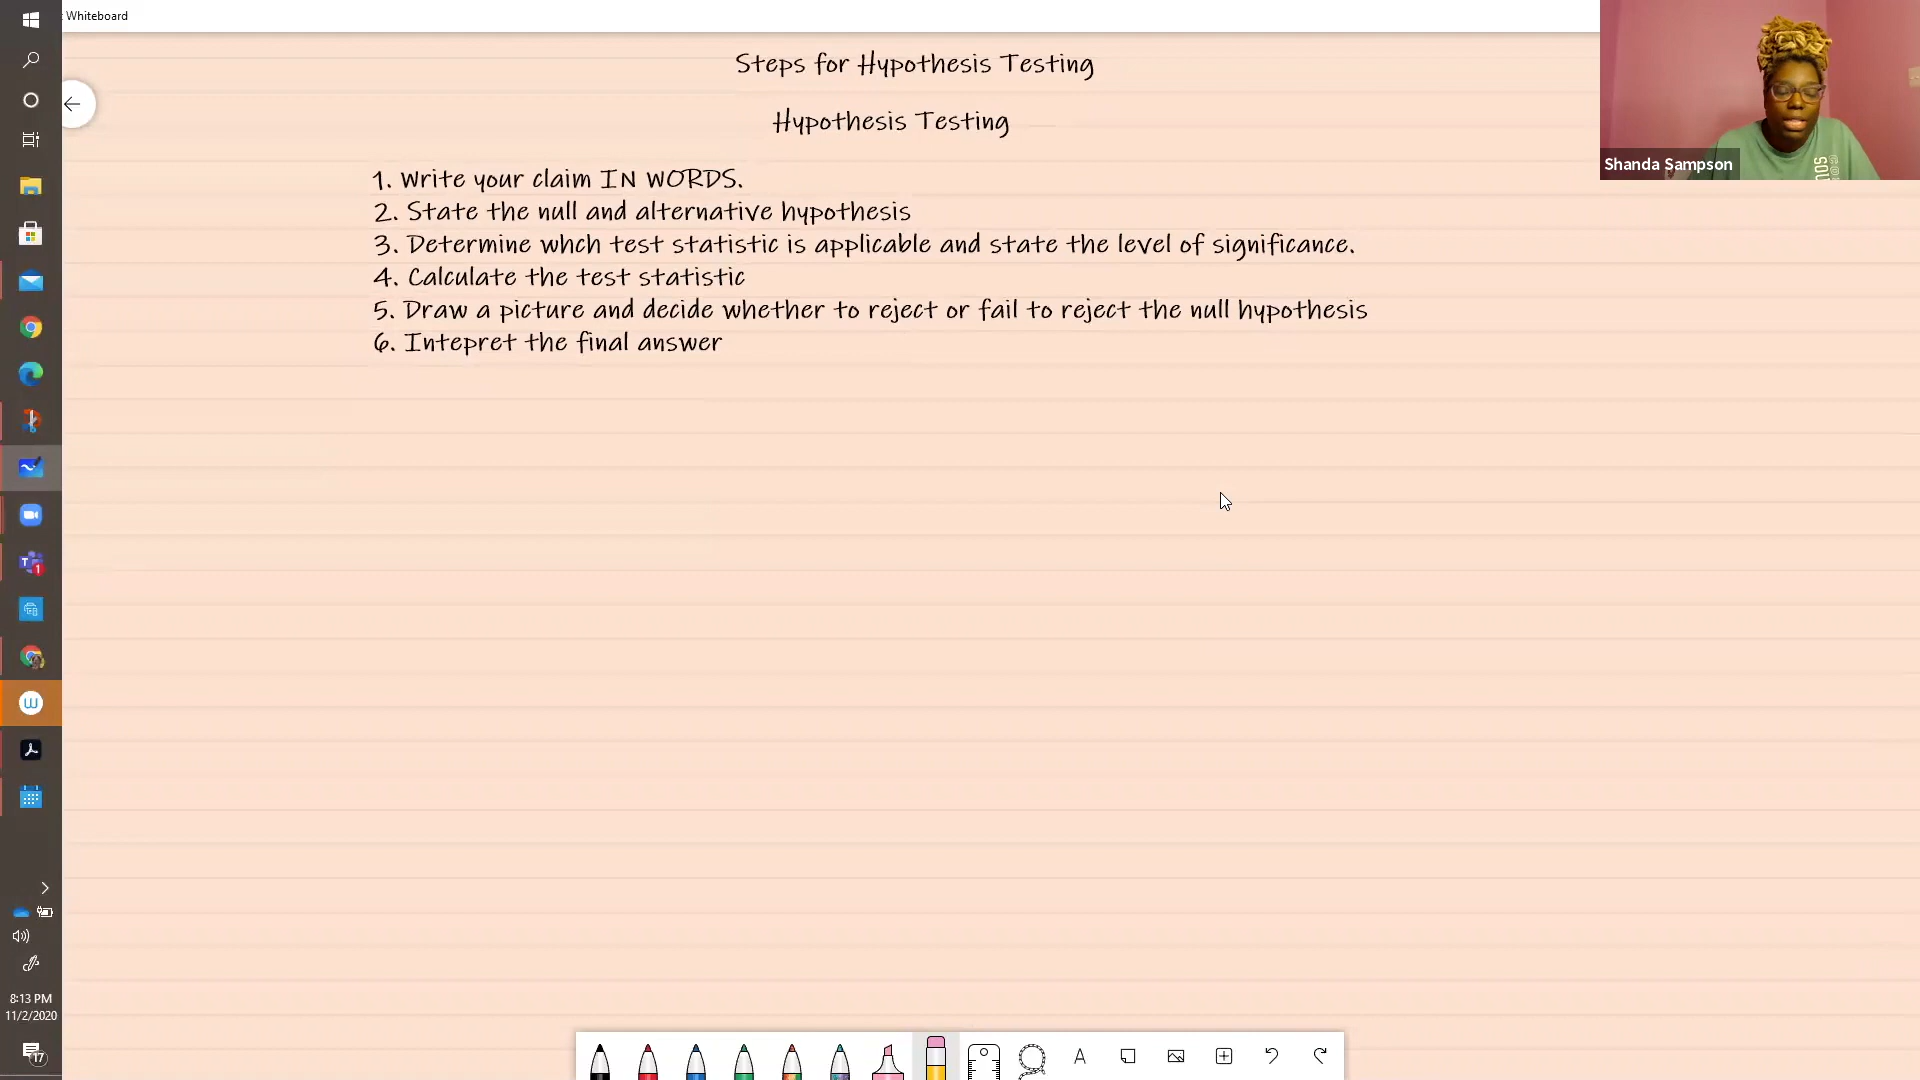 Whiteboard
Steps for Hypothesis Testing
Hypothesis Testing
1. Write your claim IN WORDS.
2. State the null and alternative hypothesis
3. Determine whch test statistic is applicable and state the level of significance.
4. Calculate the test statistic
5. Draw a picture and decide whether to reject or fail to reject the null hypothesis
6. Intepret the final answer
Shanda Sampson
8:13 PM
11/2/2020
17